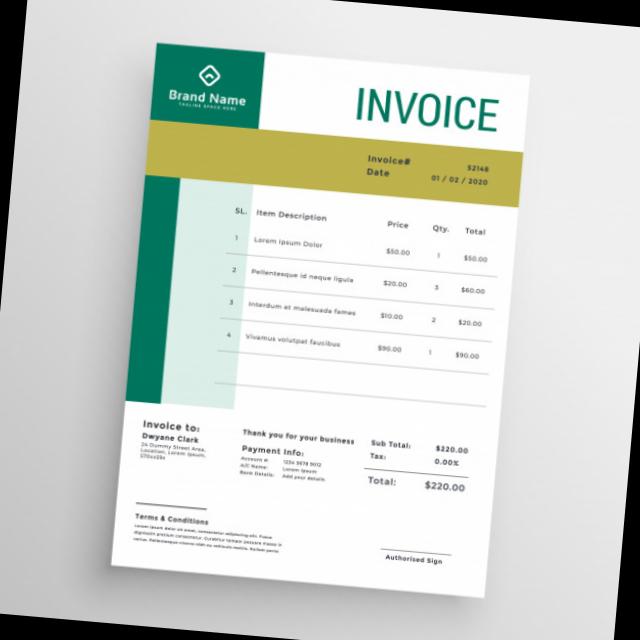 Brand Name
TAGLINE SPACE HERE
INVOICE
Invoice# 52148
Date 01 / 02 / 2020
SL. Item Description Price Qty. Total
1 Lorem Ipsum Dolor $50.00 1 $50.00
2 Pellentesque id neque ligula $20.00 3 $60.00
3 Interdum et malesuada fames $10.00 2 $20.00
4 Vivamus volutpat faucibus $90.00 1 $90.00
Invoice to:
Dwyane Clark
24 Dummy Street Area,
Location, Lorem Ipsum,
570xx59x
Thank you for your business
Payment Info:
Account #: 1234 5678 9012
A/C Name: Lorem Ipsum
Bank Details: Add your details
Sub Total: $220.00
Tax: 0.00%
Total: $220.00
Terms & Conditions
Lorem ipsum dolor sit amet, consectetur adipiscing elit. Fusce
dignissim pretium consectetur. Curabitur tempor posuere massa in
varius. Pellentesque viverra nibh eu vehicula mattis. Nullam porta
Authorised Sign